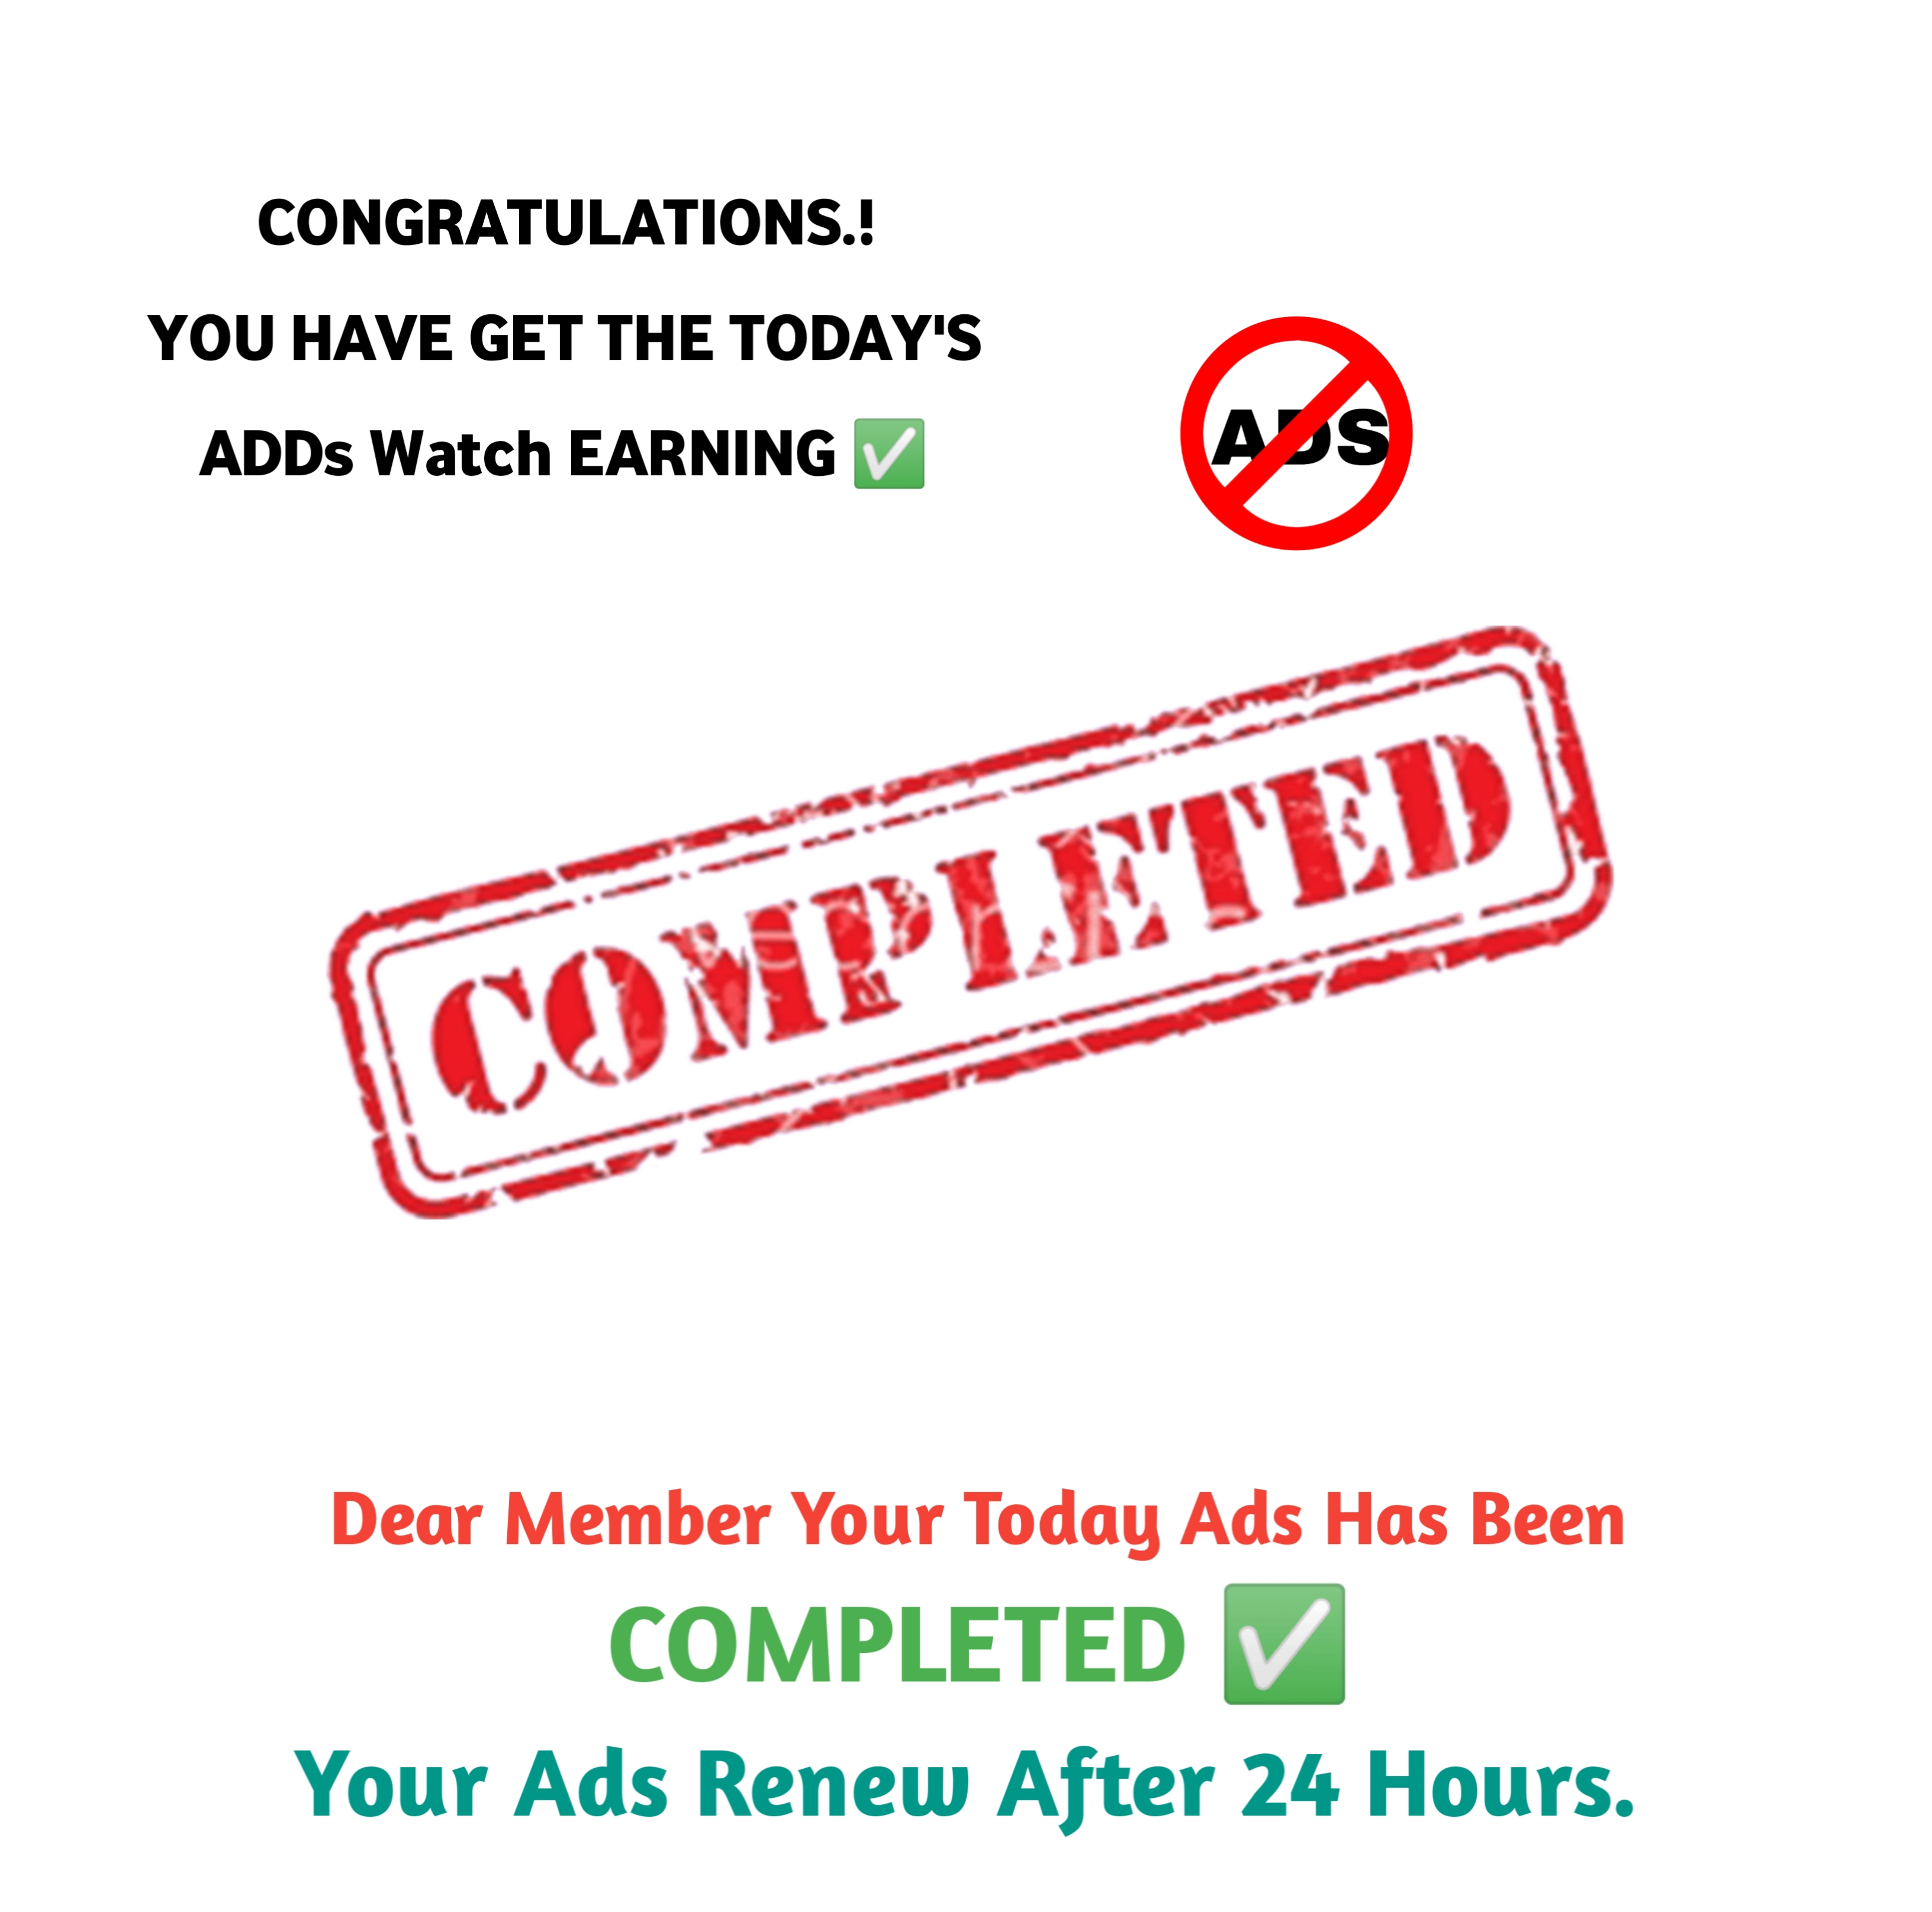 CONGRATULATIONS.!
YOU HAVE GET THE TODAY'S
ADDs Watch EARNING ✅
ADS
COMPLETED
Dear Member Your Today Ads Has Been
COMPLETED ✅
Your Ads Renew After 24 Hours.